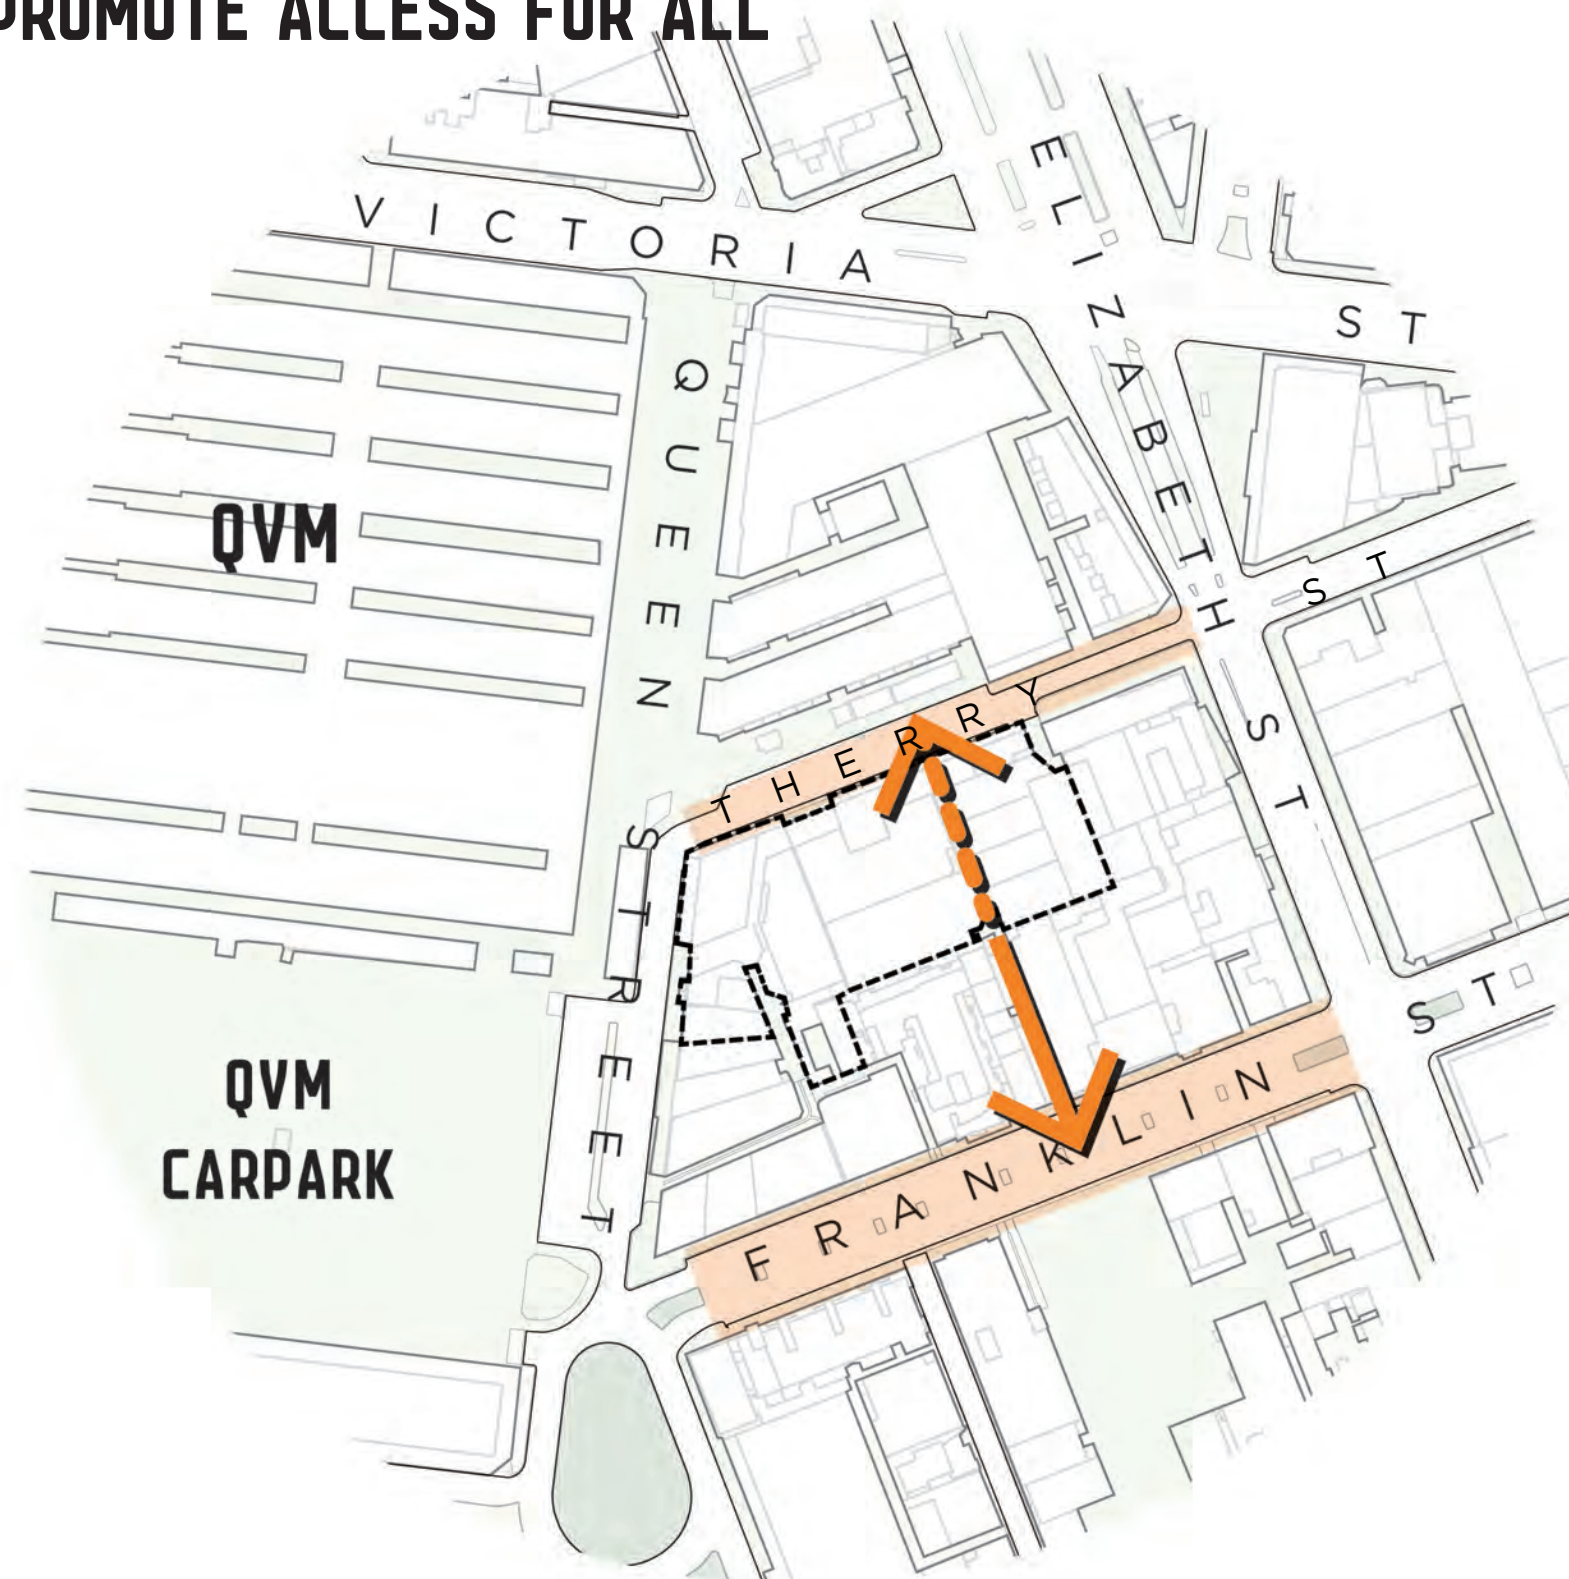 PROMOTE ACCESS FOR ALL
VICTORIA ST
ELIZABETH ST
QUEEN STREET
QVM
THERRY ST
QVM
CARPARK
FRANKLIN ST